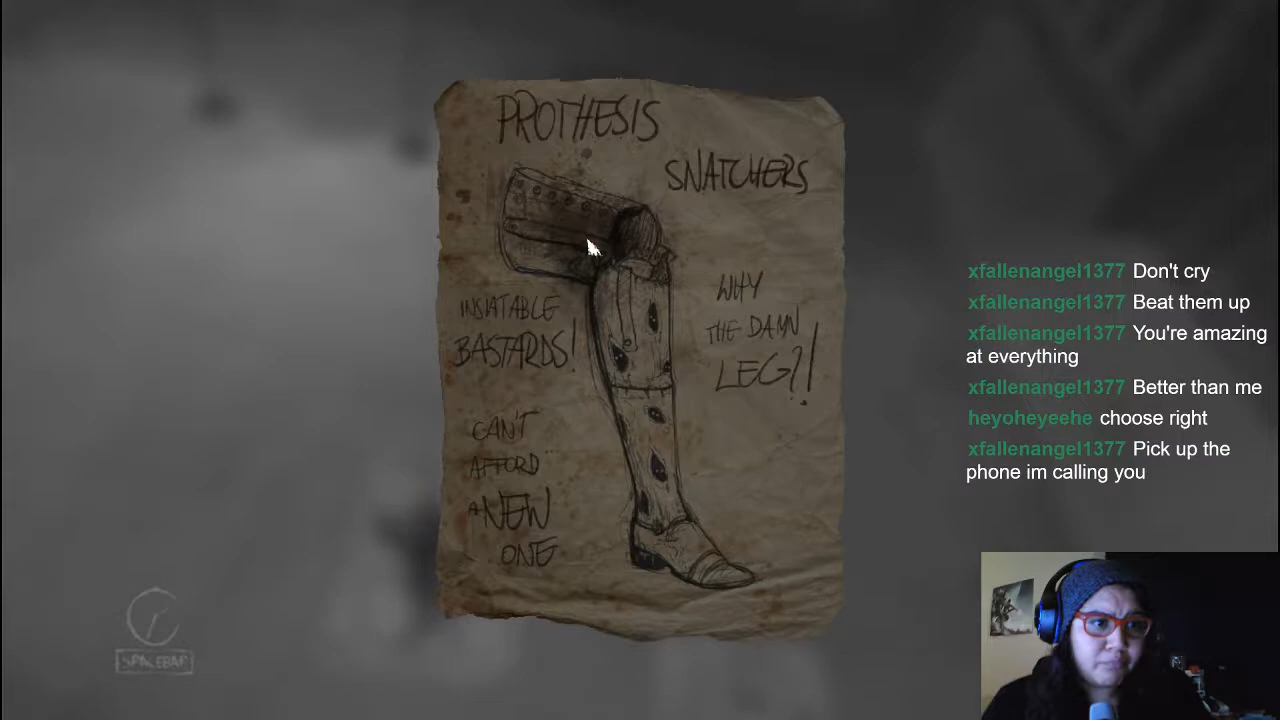 PROTHESIS
SNATCHERS
INSIATABLE
BASTARDS!
WHY
THE DAMN
LEG?!
CAN'T
AFFORD
A NEW
ONE
SPACEBAR
xfallenangel1377 Don't cry
xfallenangel1377 Beat them up
xfallenangel1377 You're amazing
at everything
xfallenangel1377 Better than me
heyoheyeehe choose right
xfallenangel1377 Pick up the
phone im calling you